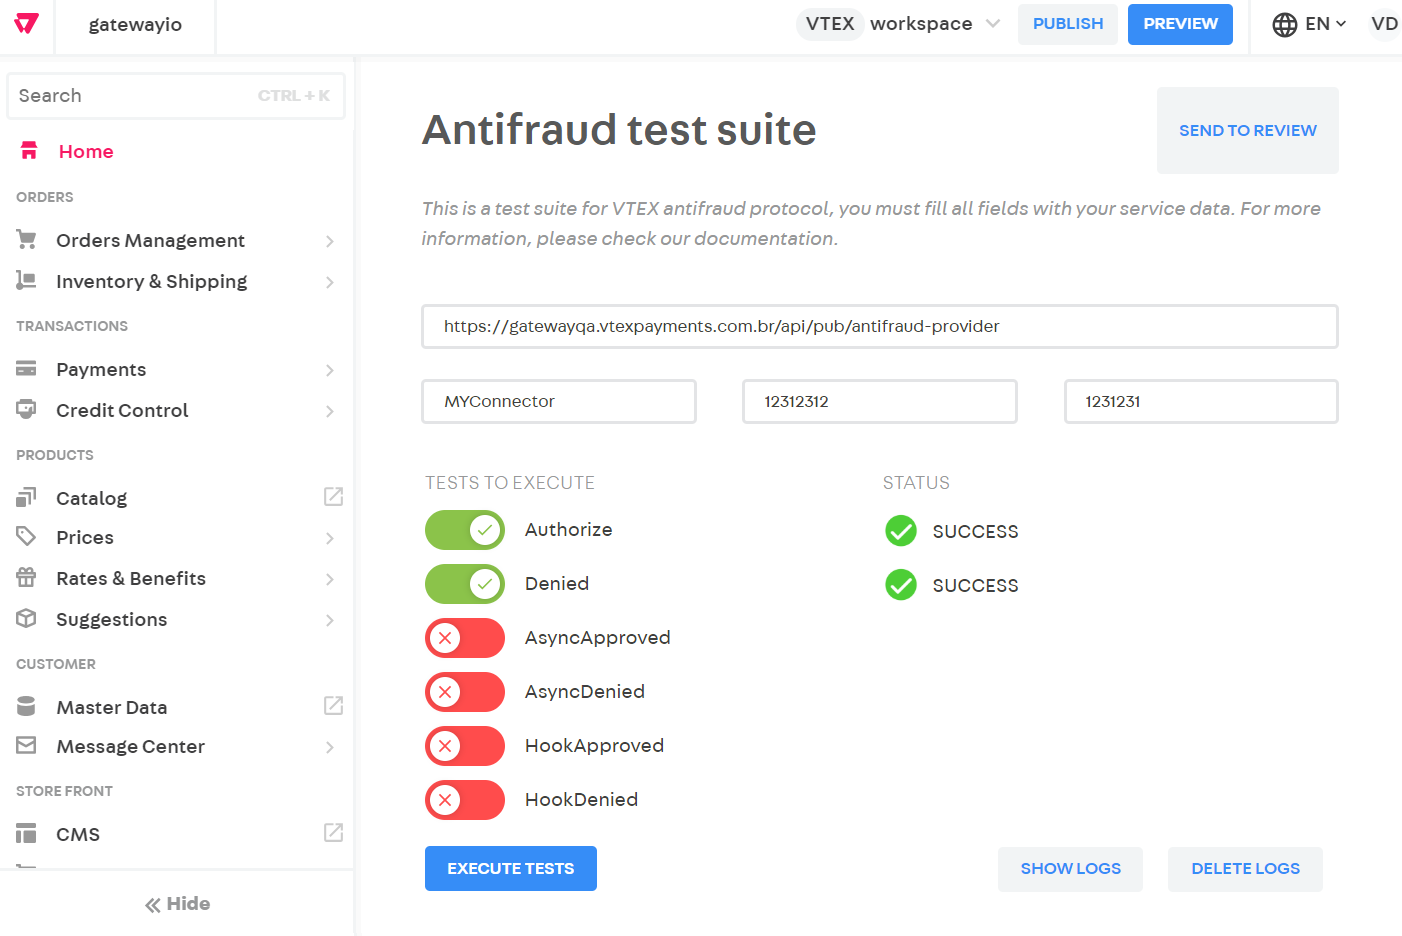 gatewayio
VTEX workspace
PUBLISH
PREVIEW
EN
VD
Search CTRL + K
Home
ORDERS
Orders Management
Inventory & Shipping
TRANSACTIONS
Payments
Credit Control
PRODUCTS
Catalog
Prices
Rates & Benefits
Suggestions
CUSTOMER
Master Data
Message Center
STORE FRONT
CMS
Hide
Antifraud test suite
SEND TO REVIEW
This is a test suite for VTEX antifraud protocol, you must fill all fields with your service data. For more
information, please check our documentation.
https://gatewayqa.vtexpayments.com.br/api/pub/antifraud-provider
MYConnector
12312312
1231231
TESTS TO EXECUTE
STATUS
Authorize
SUCCESS
Denied
SUCCESS
AsyncApproved
AsyncDenied
HookApproved
HookDenied
EXECUTE TESTS
SHOW LOGS
DELETE LOGS